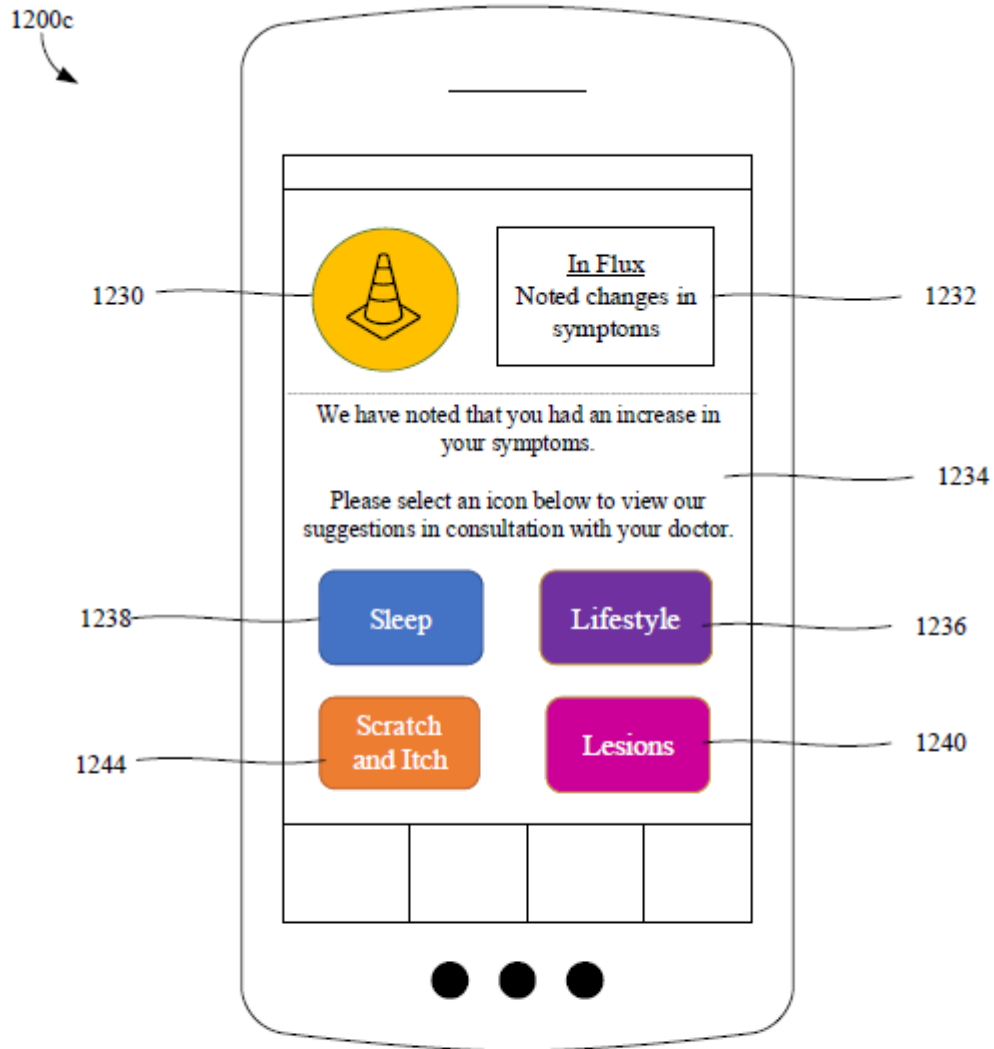 1200c
In Flux
1230
Noted changes in
1232
symptoms
We have noted that you had an increase in
your symptoms.
1234
Please select an icon below to view our
suggestions in consultation with your doctor.
1238
Sleep
Lifestyle
1236
Scratch
and Itch
Lesions
1240
1244